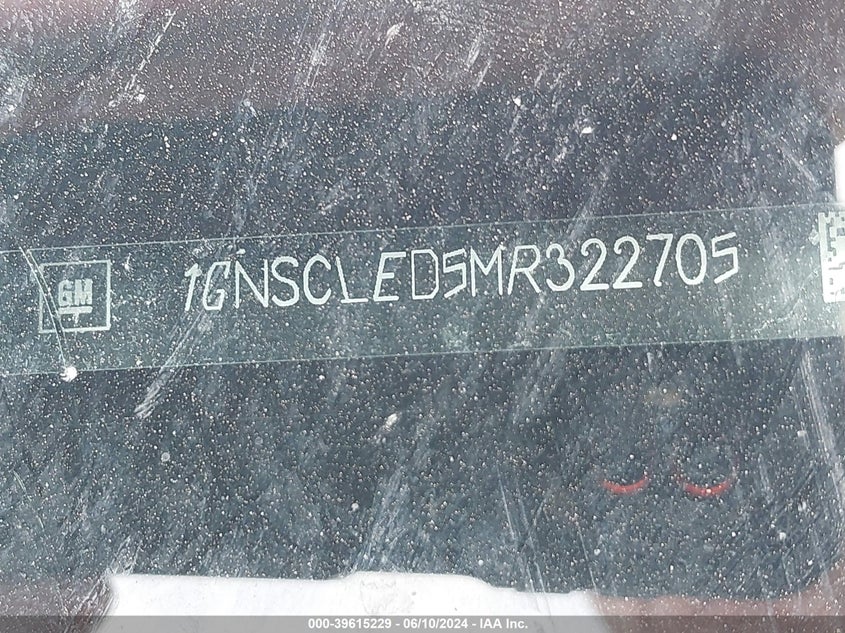 GM
1GNSCLED5MR322705
000-39615229 - 06/10/2024 - IAA Inc.